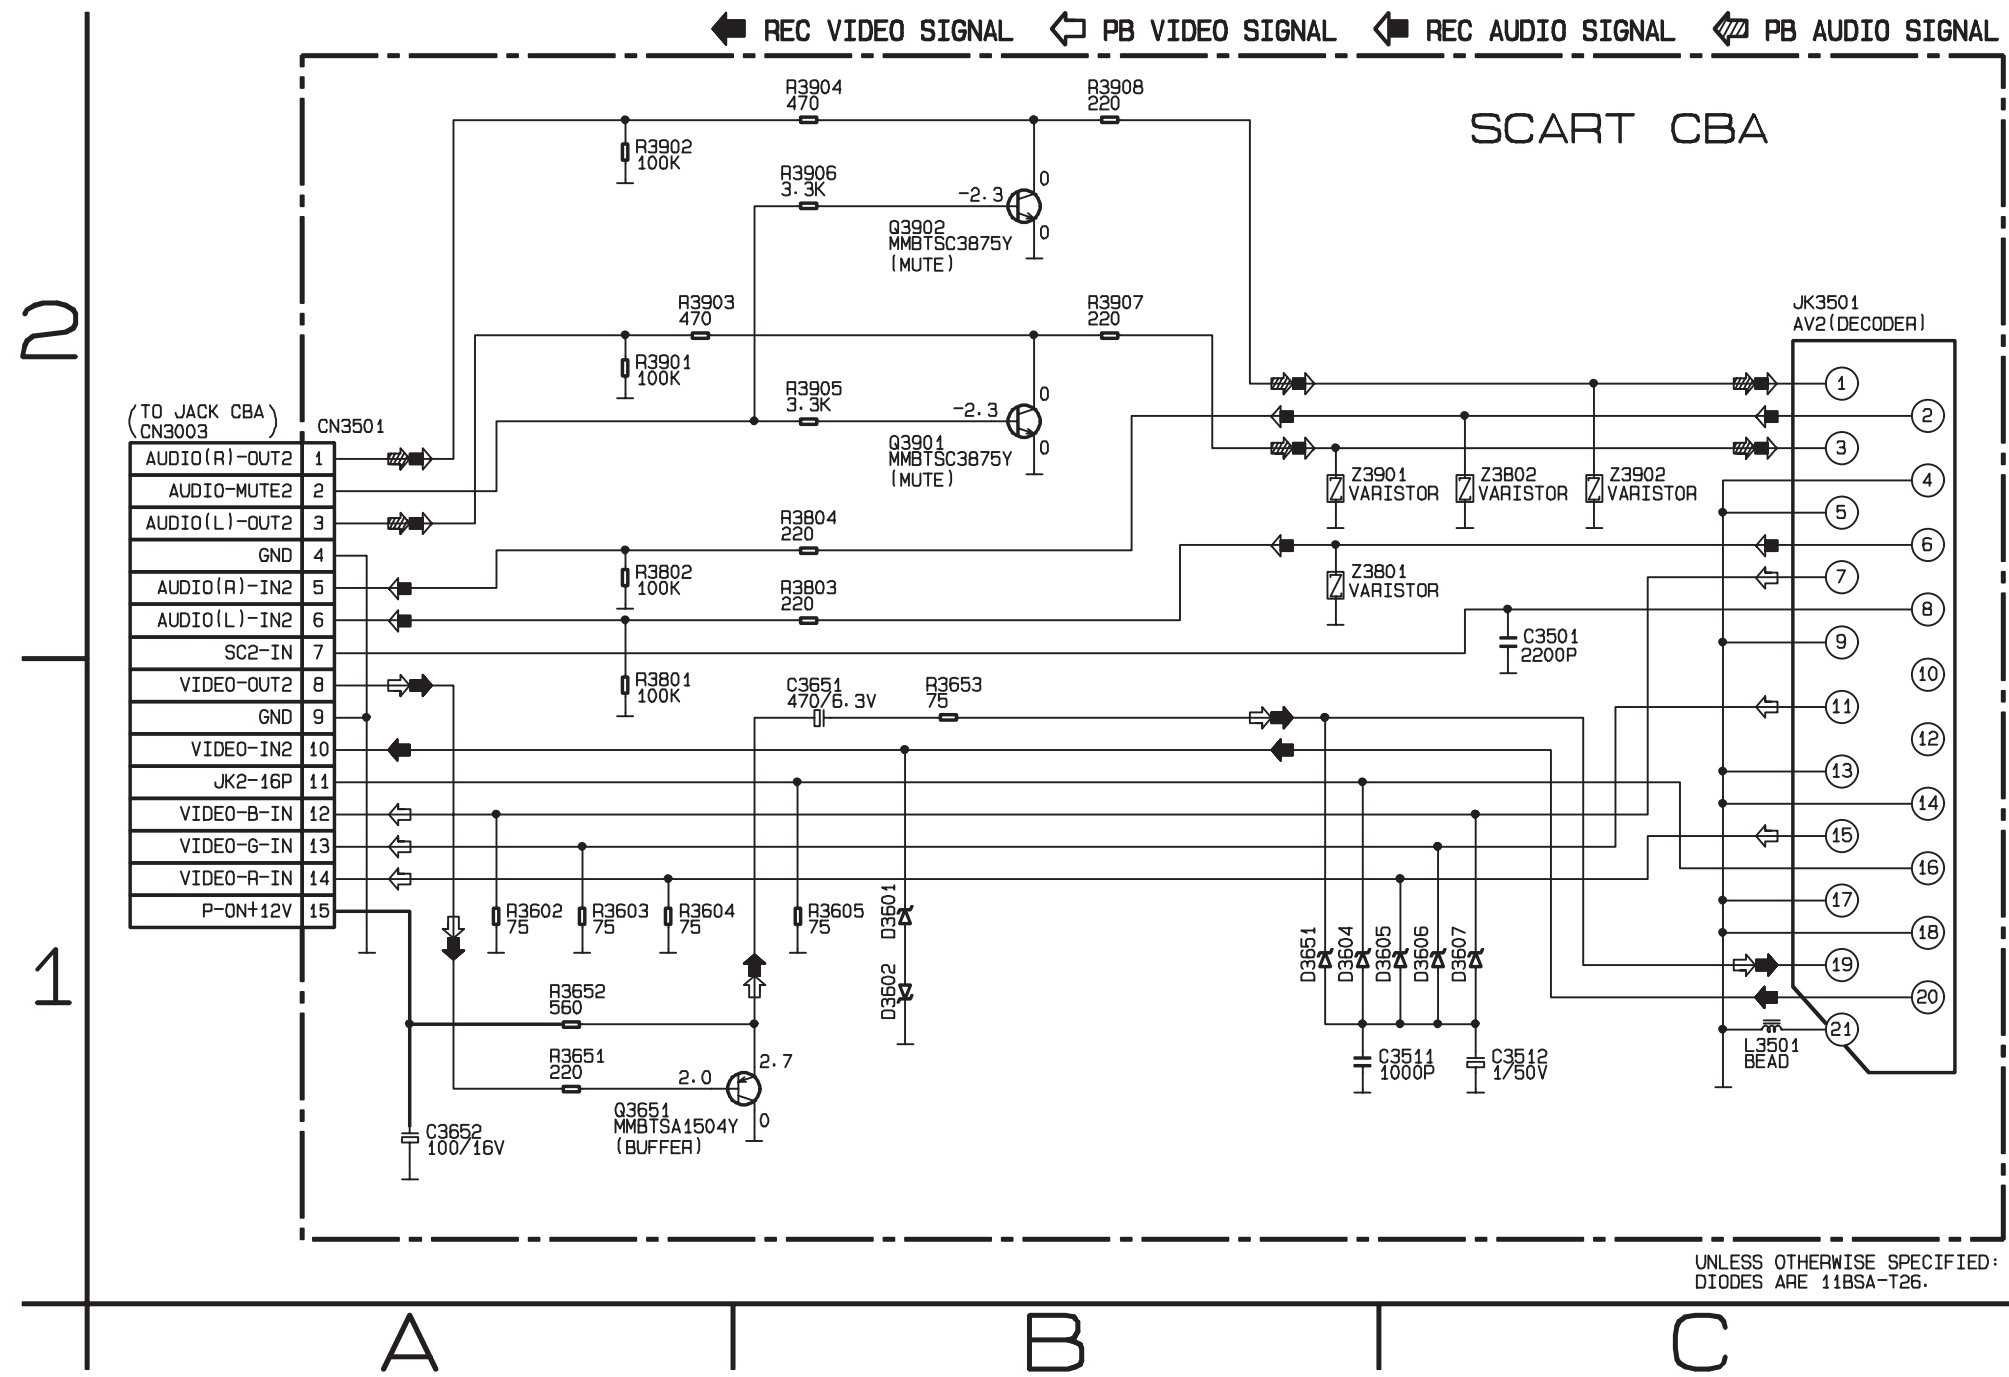 REC VIDEO SIGNAL PB VIDEO SIGNAL REC AUDIO SIGNAL PB AUDIO SIGNAL
SCART CBA
R3904
470
R3908
220
R3902
100K
R3906
3.3K
-2.3
0
0
Q3902
MMBTSC3875Y
(MUTE)
2
R3903
470
R3907
220
R3901
100K
R3905
3.3K
-2.3
0
0
Q3901
MMBTSC3875Y
(MUTE)
JK3501
AV2(DECODER)
(TO JACK CBA)
CN3003
CN3501
AUDIO(R)-OUT2 1
AUDIO-MUTE2 2
AUDIO(L)-OUT2 3
GND 4
AUDIO(R)-IN2 5
AUDIO(L)-IN2 6
SC2-IN 7
VIDEO-OUT2 8
GND 9
VIDEO-IN2 10
JK2-16P 11
VIDEO-B-IN 12
VIDEO-G-IN 13
VIDEO-R-IN 14
P-ON+12V 15
1
2
3
4
5
6
7
8
9
10
11
12
13
14
15
16
17
18
19
20
21
Z3901
VARISTOR
Z3802
VARISTOR
Z3902
VARISTOR
R3804
220
R3802
100K
R3803
220
Z3801
VARISTOR
C3501
2200P
R3801
100K
C3651
470/6.3V
R3653
75
R3602
75
R3603
75
R3604
75
R3605
75
D3601
D3602
D3651
D3604
D3605
D3606
D3607
1
R3652
560
R3651
220
2.0
2.7
0
Q3651
MMBTSA1504Y
(BUFFER)
C3652
100/16V
C3511
1000P
C3512
1/50V
L3501
BEAD
UNLESS OTHERWISE SPECIFIED:
DIODES ARE 11BSA-T26.
A B C